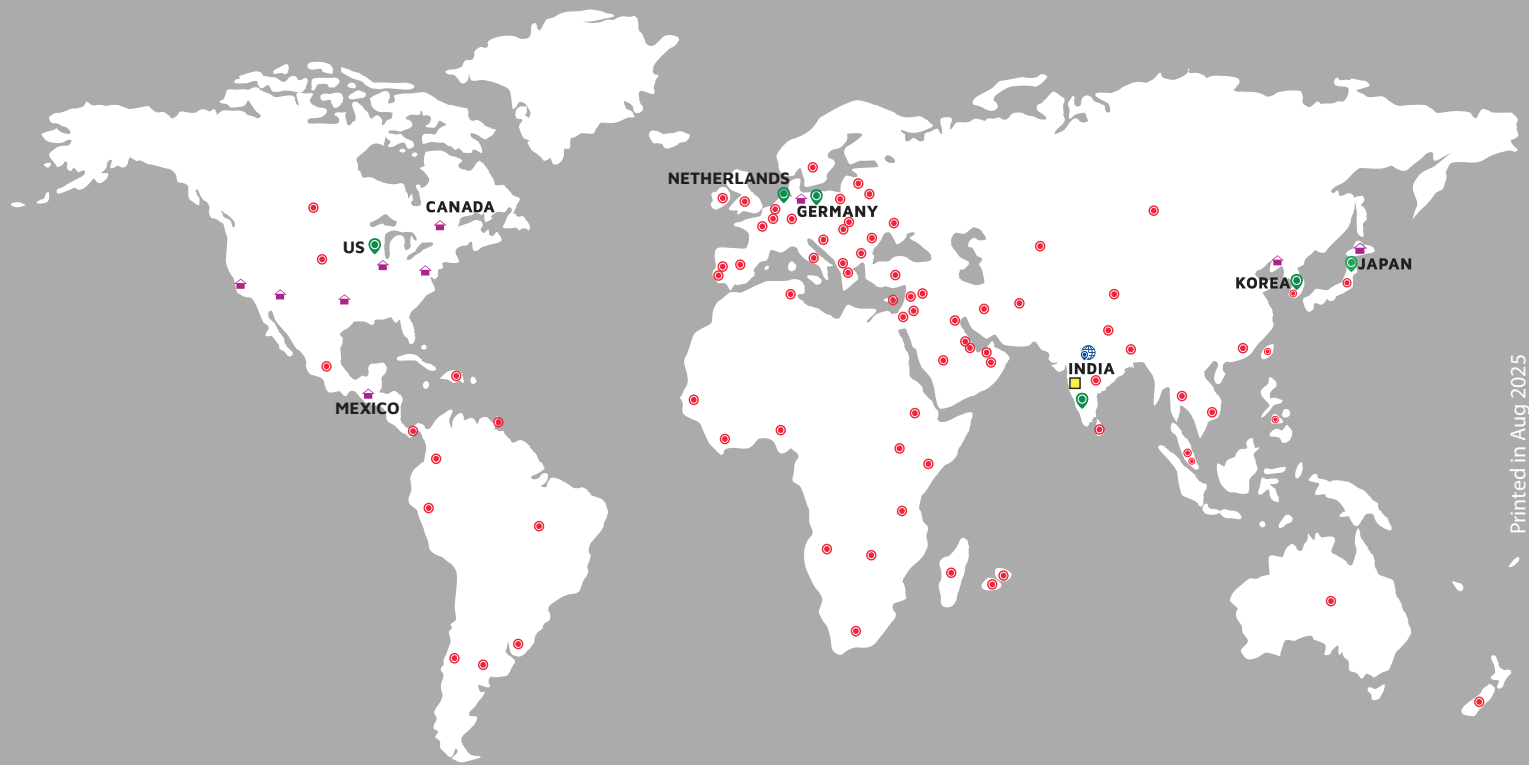 NETHERLANDS
CANADA
GERMANY
US
JAPAN
KOREA
INDIA
MEXICO
Printed in Aug 2025